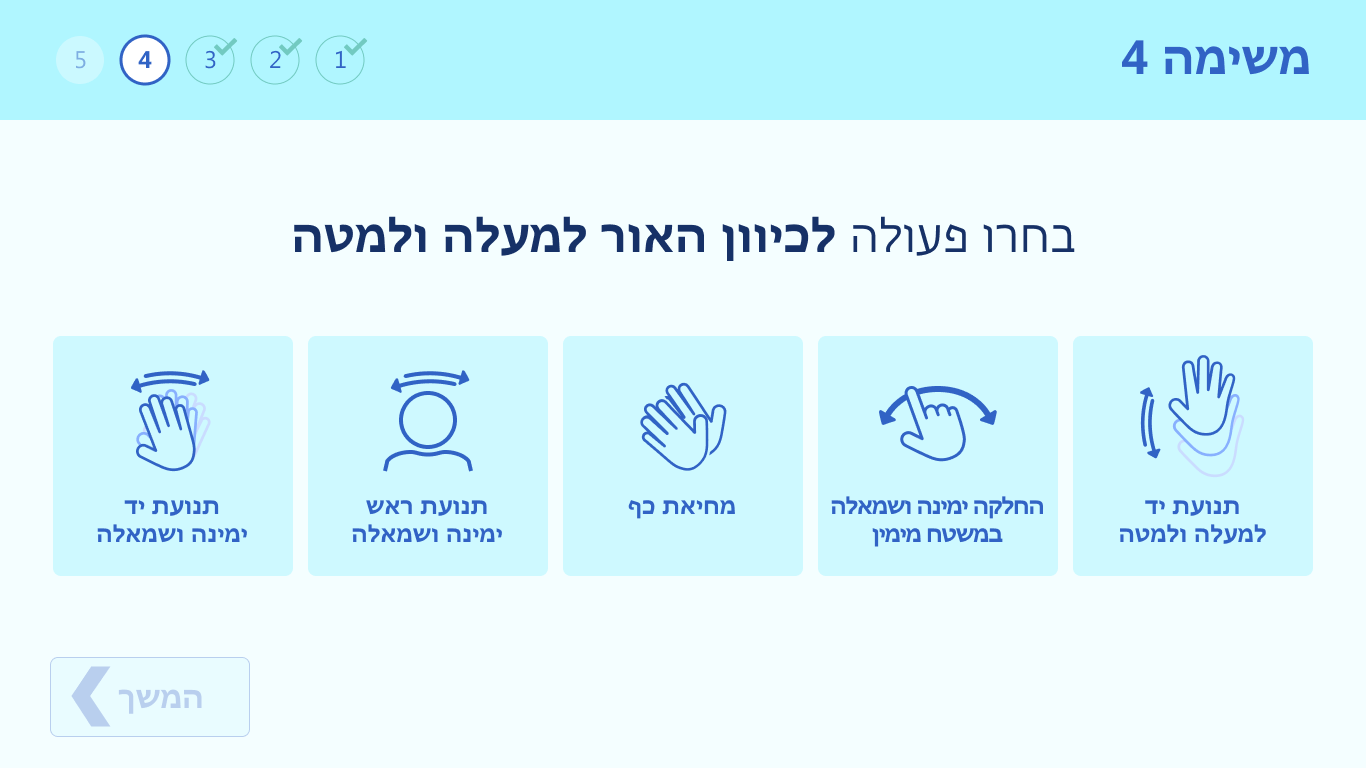 משימה 4
1 2 3 4 5
בחרו פעולה לכיוון האור למעלה ולמטה
תנועת יד
למעלה ולמטה
החלקה ימינה ושמאלה
במשטח מימין
מחיאת כף
תנועת ראש
ימינה ושמאלה
תנועת יד
ימינה ושמאלה
המשך